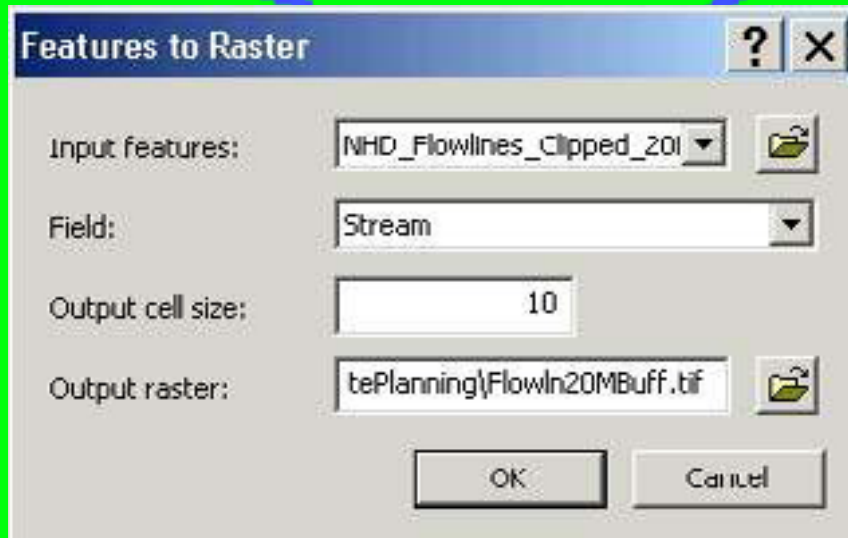 Features to Raster
Input features: NHD_Flowlines_Clipped_20
Field: Stream
Output cell size: 10
Output raster: tePlanning\Flowln20MBuff.tif
OK Cancel